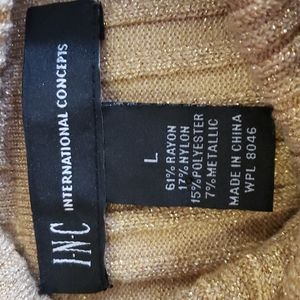 I·N·C
INTERNATIONAL CONCEPTS
L
61% RAYON
17% NYLON
15% POLYESTER
7% METALLIC
MADE IN CHINA
WPL 8046